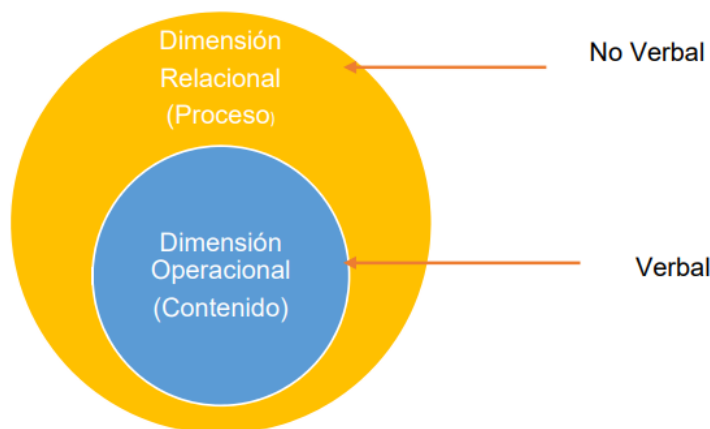 Dimensión
Relacional
(Proceso)
No Verbal
Dimensión
Operacional
(Contenido)
Verbal